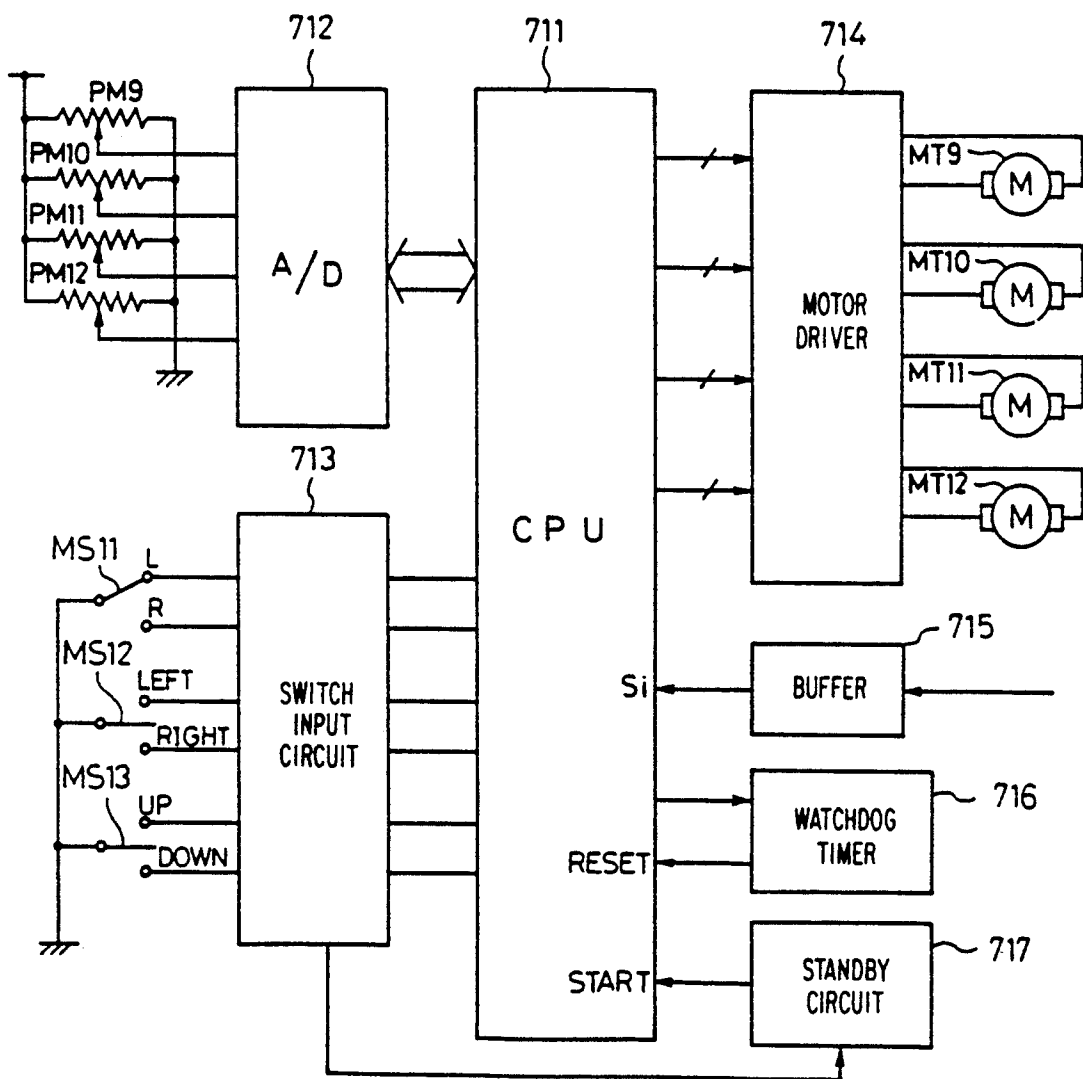 712
711
714
PM9
PM10
PM11
PM12
A/D
MT9
M
MT10
M
MT11
M
MT12
M
MOTOR
DRIVER
CPU
713
MS11
L
R
MS12
LEFT
RIGHT
MS13
UP
DOWN
SWITCH
INPUT
CIRCUIT
Si
BUFFER
715
RESET
WATCHDOG
TIMER
716
START
STANDBY
CIRCUIT
717